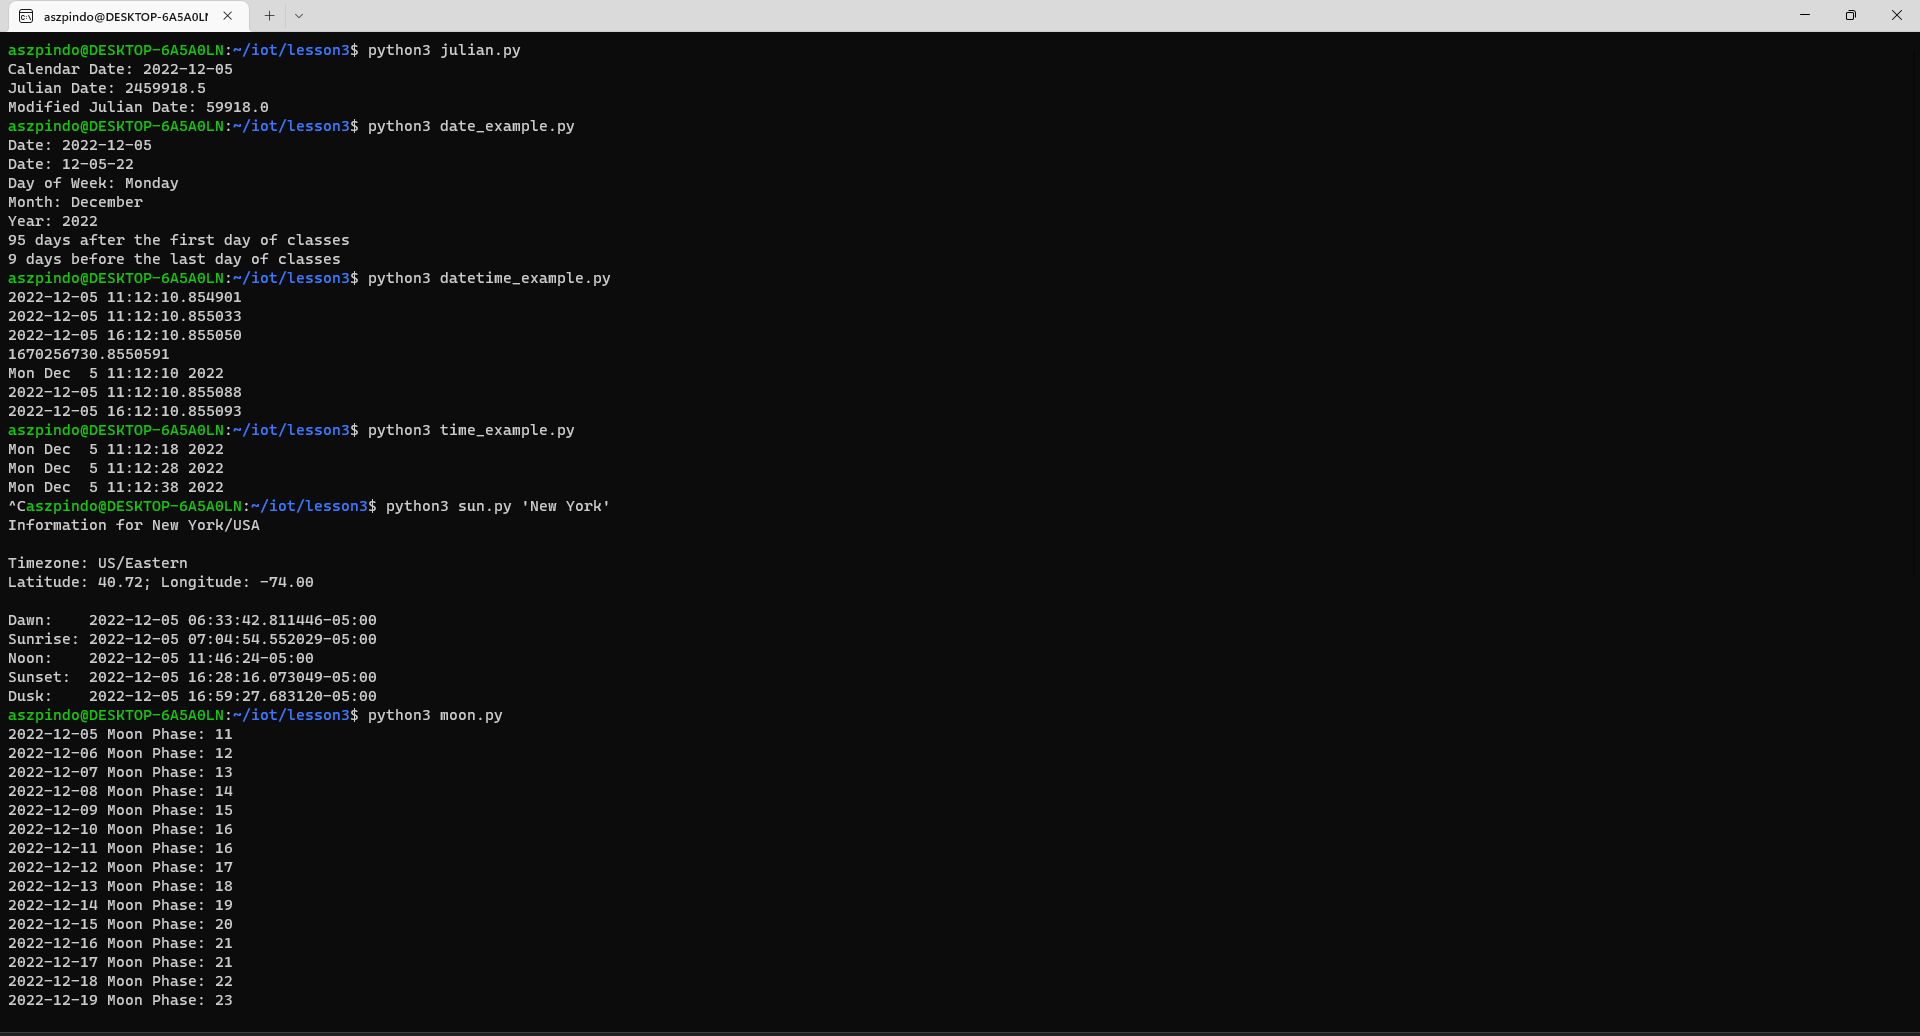 aszpindo@DESKTOP-6A5A0LN
aszpindo@DESKTOP-6A5A0LN:~/iot/lesson3$ python3 julian.py
Calendar Date: 2022-12-05
Julian Date: 2459918.5
Modified Julian Date: 59918.0
aszpindo@DESKTOP-6A5A0LN:~/iot/lesson3$ python3 date_example.py
Date: 2022-12-05
Date: 12-05-22
Day of Week: Monday
Month: December
Year: 2022
95 days after the first day of classes
9 days before the last day of classes
aszpindo@DESKTOP-6A5A0LN:~/iot/lesson3$ python3 datetime_example.py
2022-12-05 11:12:10.854901
2022-12-05 11:12:10.855033
2022-12-05 16:12:10.855050
1670256730.8550591
Mon Dec  5 11:12:10 2022
2022-12-05 11:12:10.855088
2022-12-05 16:12:10.855093
aszpindo@DESKTOP-6A5A0LN:~/iot/lesson3$ python3 time_example.py
Mon Dec  5 11:12:18 2022
Mon Dec  5 11:12:28 2022
Mon Dec  5 11:12:38 2022
^Caszpindo@DESKTOP-6A5A0LN:~/iot/lesson3$ python3 sun.py 'New York'
Information for New York/USA
Timezone: US/Eastern
Latitude: 40.72; Longitude: -74.00
Dawn:    2022-12-05 06:33:42.811446-05:00
Sunrise: 2022-12-05 07:04:54.552029-05:00
Noon:    2022-12-05 11:46:24-05:00
Sunset:  2022-12-05 16:28:16.073049-05:00
Dusk:    2022-12-05 16:59:27.683120-05:00
aszpindo@DESKTOP-6A5A0LN:~/iot/lesson3$ python3 moon.py
2022-12-05 Moon Phase: 11
2022-12-06 Moon Phase: 12
2022-12-07 Moon Phase: 13
2022-12-08 Moon Phase: 14
2022-12-09 Moon Phase: 15
2022-12-10 Moon Phase: 16
2022-12-11 Moon Phase: 16
2022-12-12 Moon Phase: 17
2022-12-13 Moon Phase: 18
2022-12-14 Moon Phase: 19
2022-12-15 Moon Phase: 20
2022-12-16 Moon Phase: 21
2022-12-17 Moon Phase: 21
2022-12-18 Moon Phase: 22
2022-12-19 Moon Phase: 23